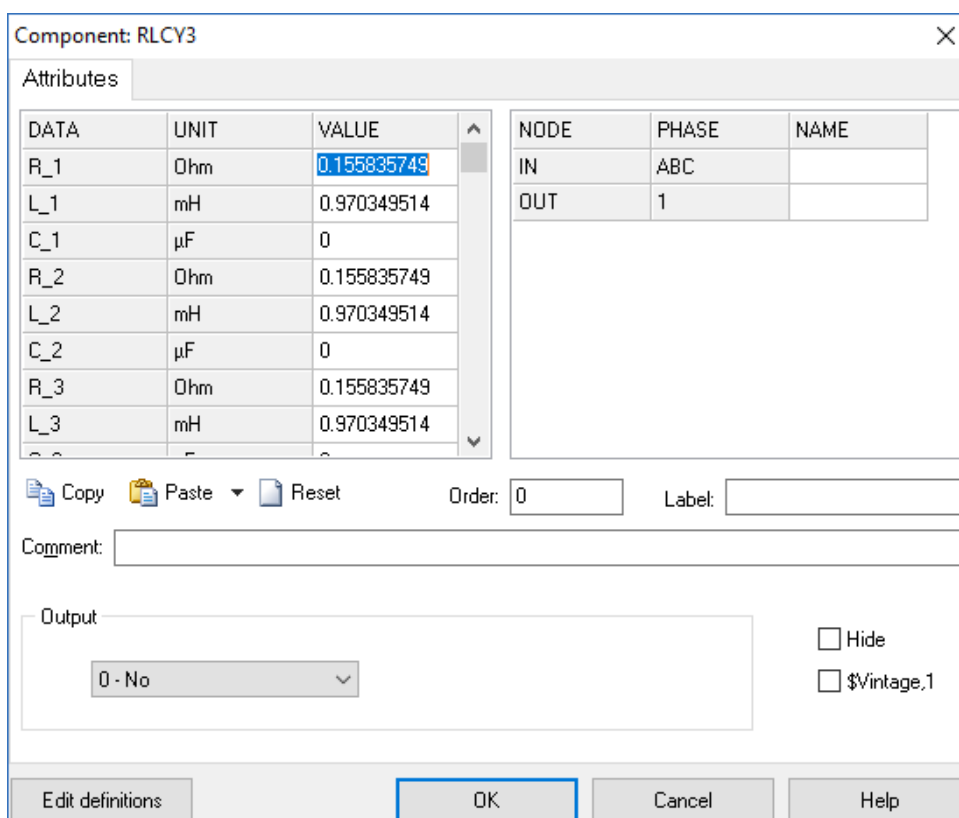 Component: RLCY3
Attributes
DATA UNIT VALUE
R_1 Ohm 0.155835749
L_1 mH 0.970349514
C_1 µF 0
R_2 Ohm 0.155835749
L_2 mH 0.970349514
C_2 µF 0
R_3 Ohm 0.155835749
L_3 mH 0.970349514
NODE PHASE NAME
IN ABC
OUT 1
Copy Paste Reset Order: 0 Label:
Comment:
Output
0 - No
Hide
$Vintage,1
Edit definitions OK Cancel Help